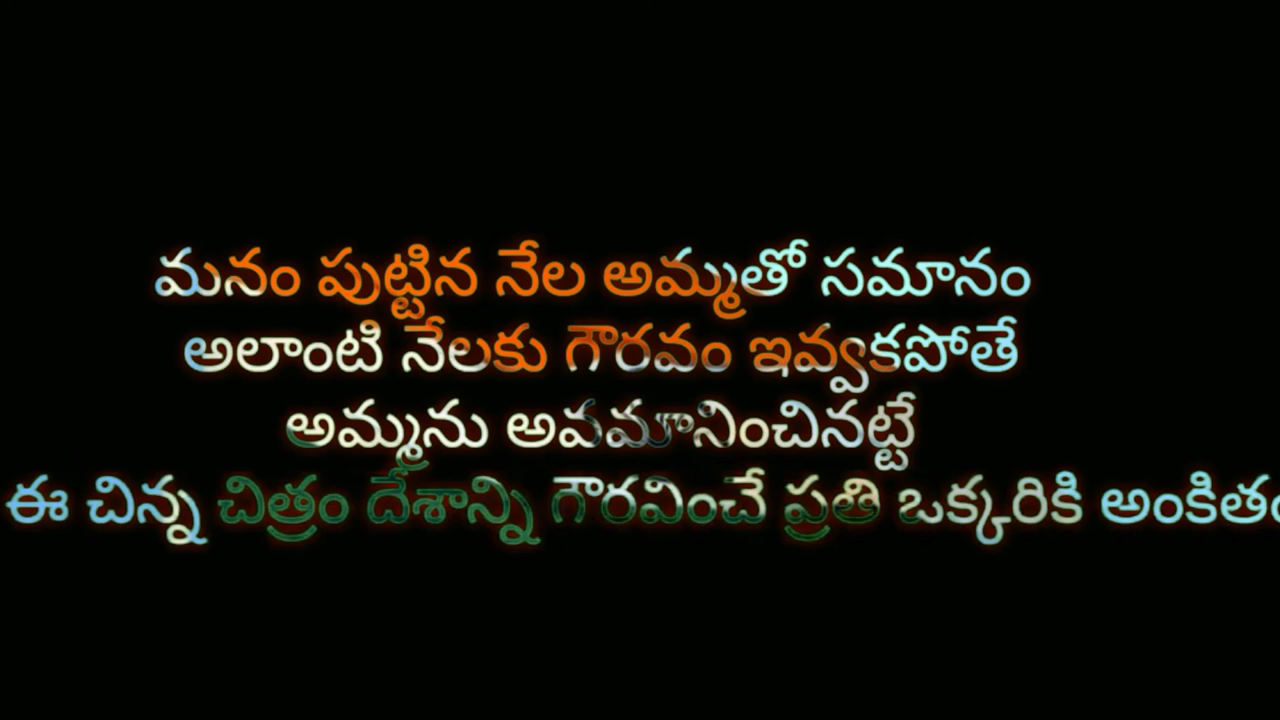 మనం పుట్టిన నేల అమ్మతో సమానం
అలాంటి నేలకు గౌరవం ఇవ్వకపోతే
అమ్మను అవమానించినట్టే
ఈ చిన్న చిత్రం దేశాన్ని గౌరవించే ప్రతి ఒక్కరికి అంకితం